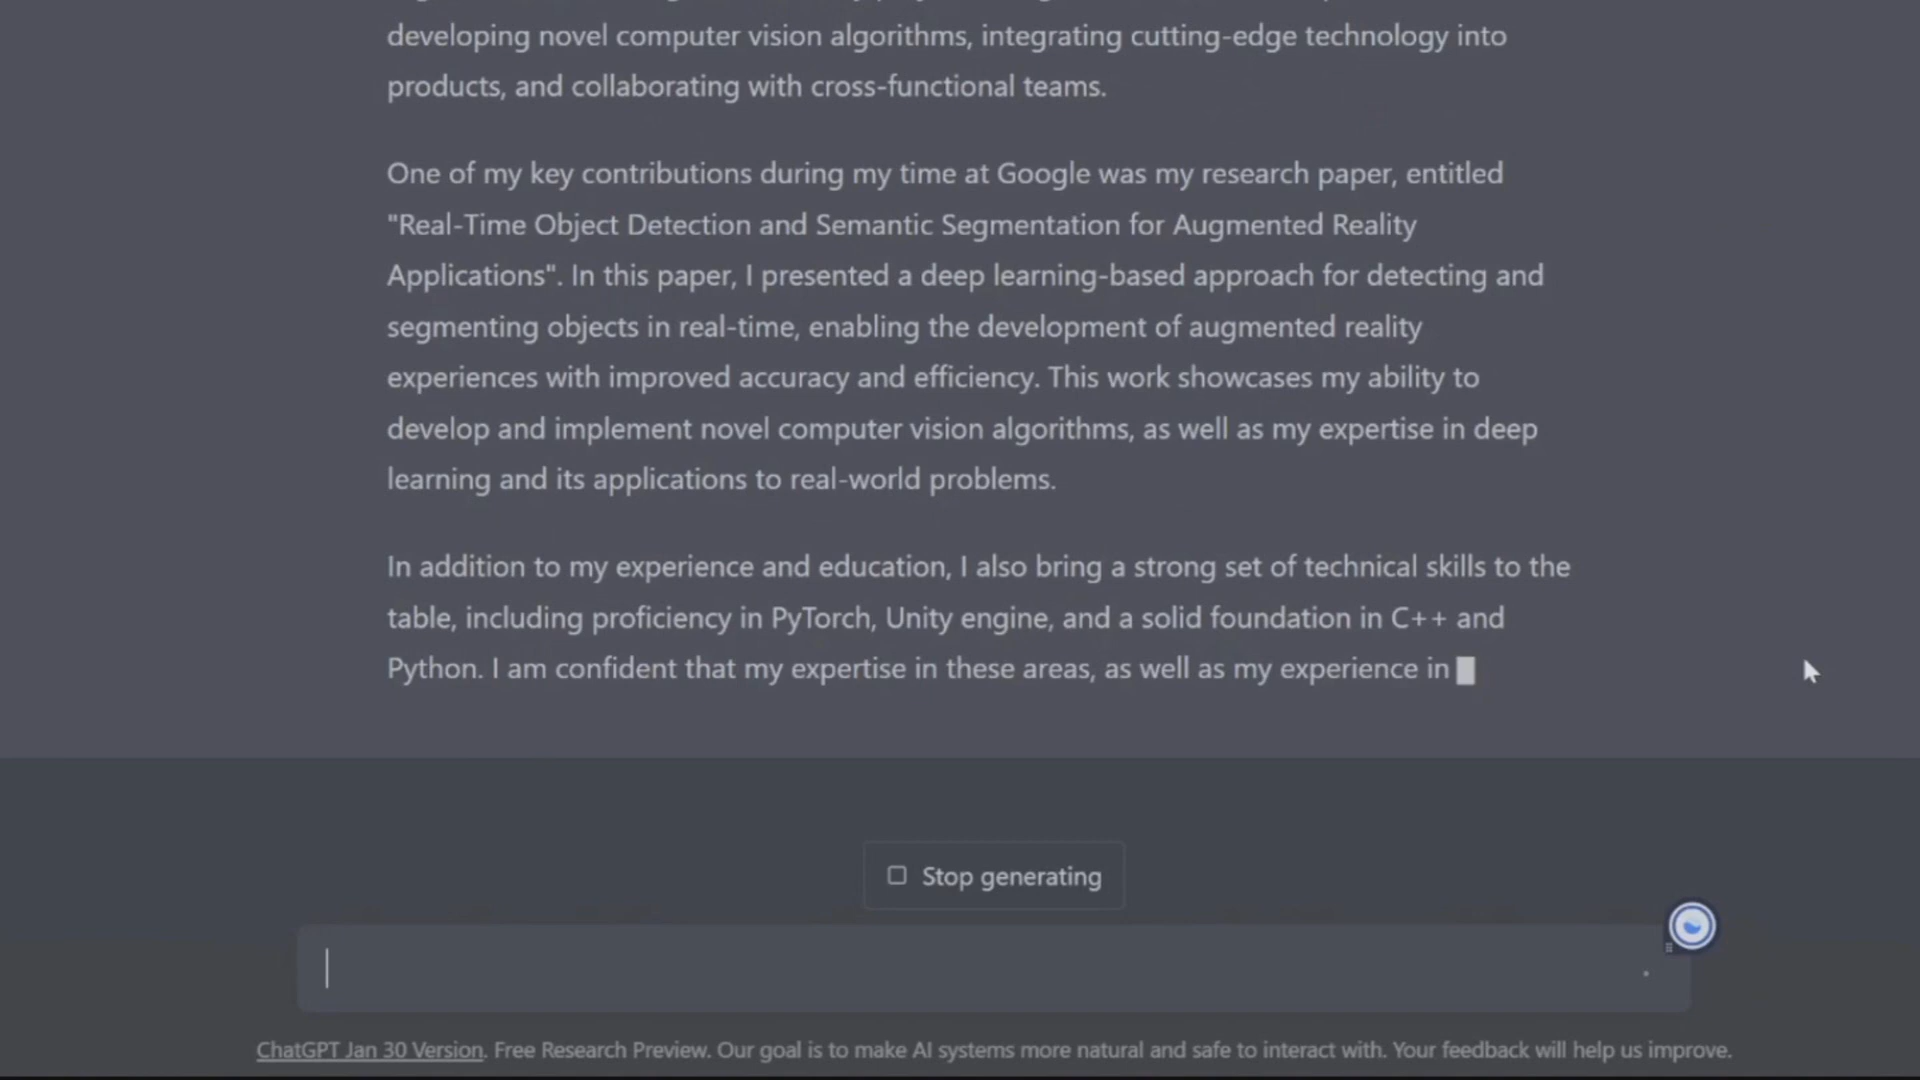 developing novel computer vision algorithms, integrating cutting-edge technology into
products, and collaborating with cross-functional teams.
One of my key contributions during my time at Google was my research paper, entitled
"Real-Time Object Detection and Semantic Segmentation for Augmented Reality
Applications". In this paper, I presented a deep learning-based approach for detecting and
segmenting objects in real-time, enabling the development of augmented reality
experiences with improved accuracy and efficiency. This work showcases my ability to
develop and implement novel computer vision algorithms, as well as my expertise in deep
learning and its applications to real-world problems.
In addition to my experience and education, I also bring a strong set of technical skills to the
table, including proficiency in PyTorch, Unity engine, and a solid foundation in C++ and
Python. I am confident that my expertise in these areas, as well as my experience in
Stop generating
ChatGPT Jan 30 Version. Free Research Preview. Our goal is to make AI systems more natural and safe to interact with. Your feedback will help us improve.